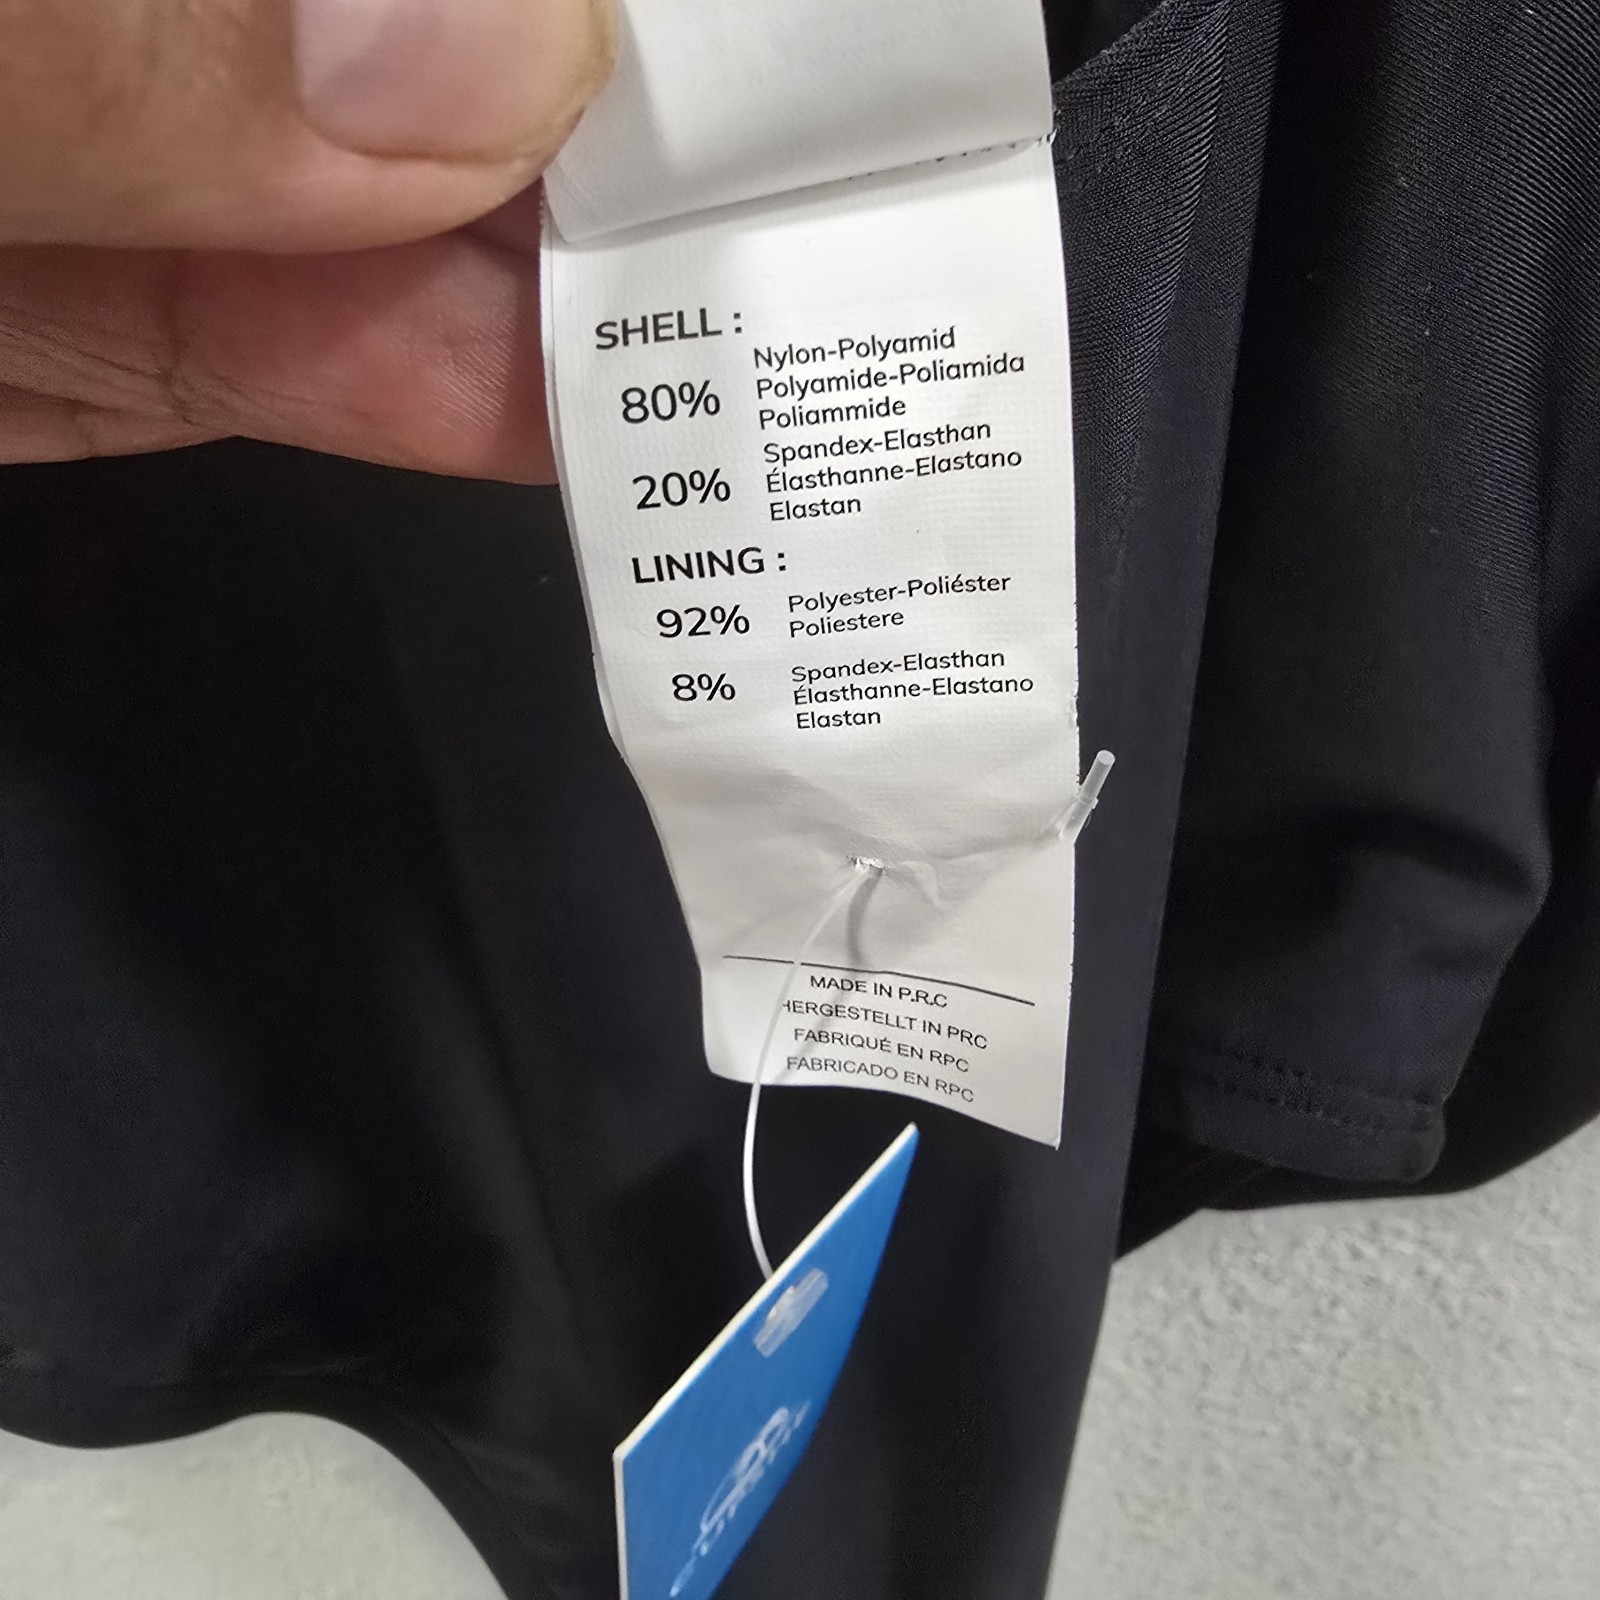 SHELL :
80% Nylon-Polyamid
Polyamide-Poliamida
Poliammide
20% Spandex-Elasthan
Élasthanne-Elastano
Elastan
LINING :
92% Polyester-Poliéster
Poliestere
8% Spandex-Elasthan
Élasthanne-Elastano
Elastan
MADE IN P.R.C
HERGESTELLT IN PRC
FABRIQUÉ EN RPC
FABRICADO EN RPC